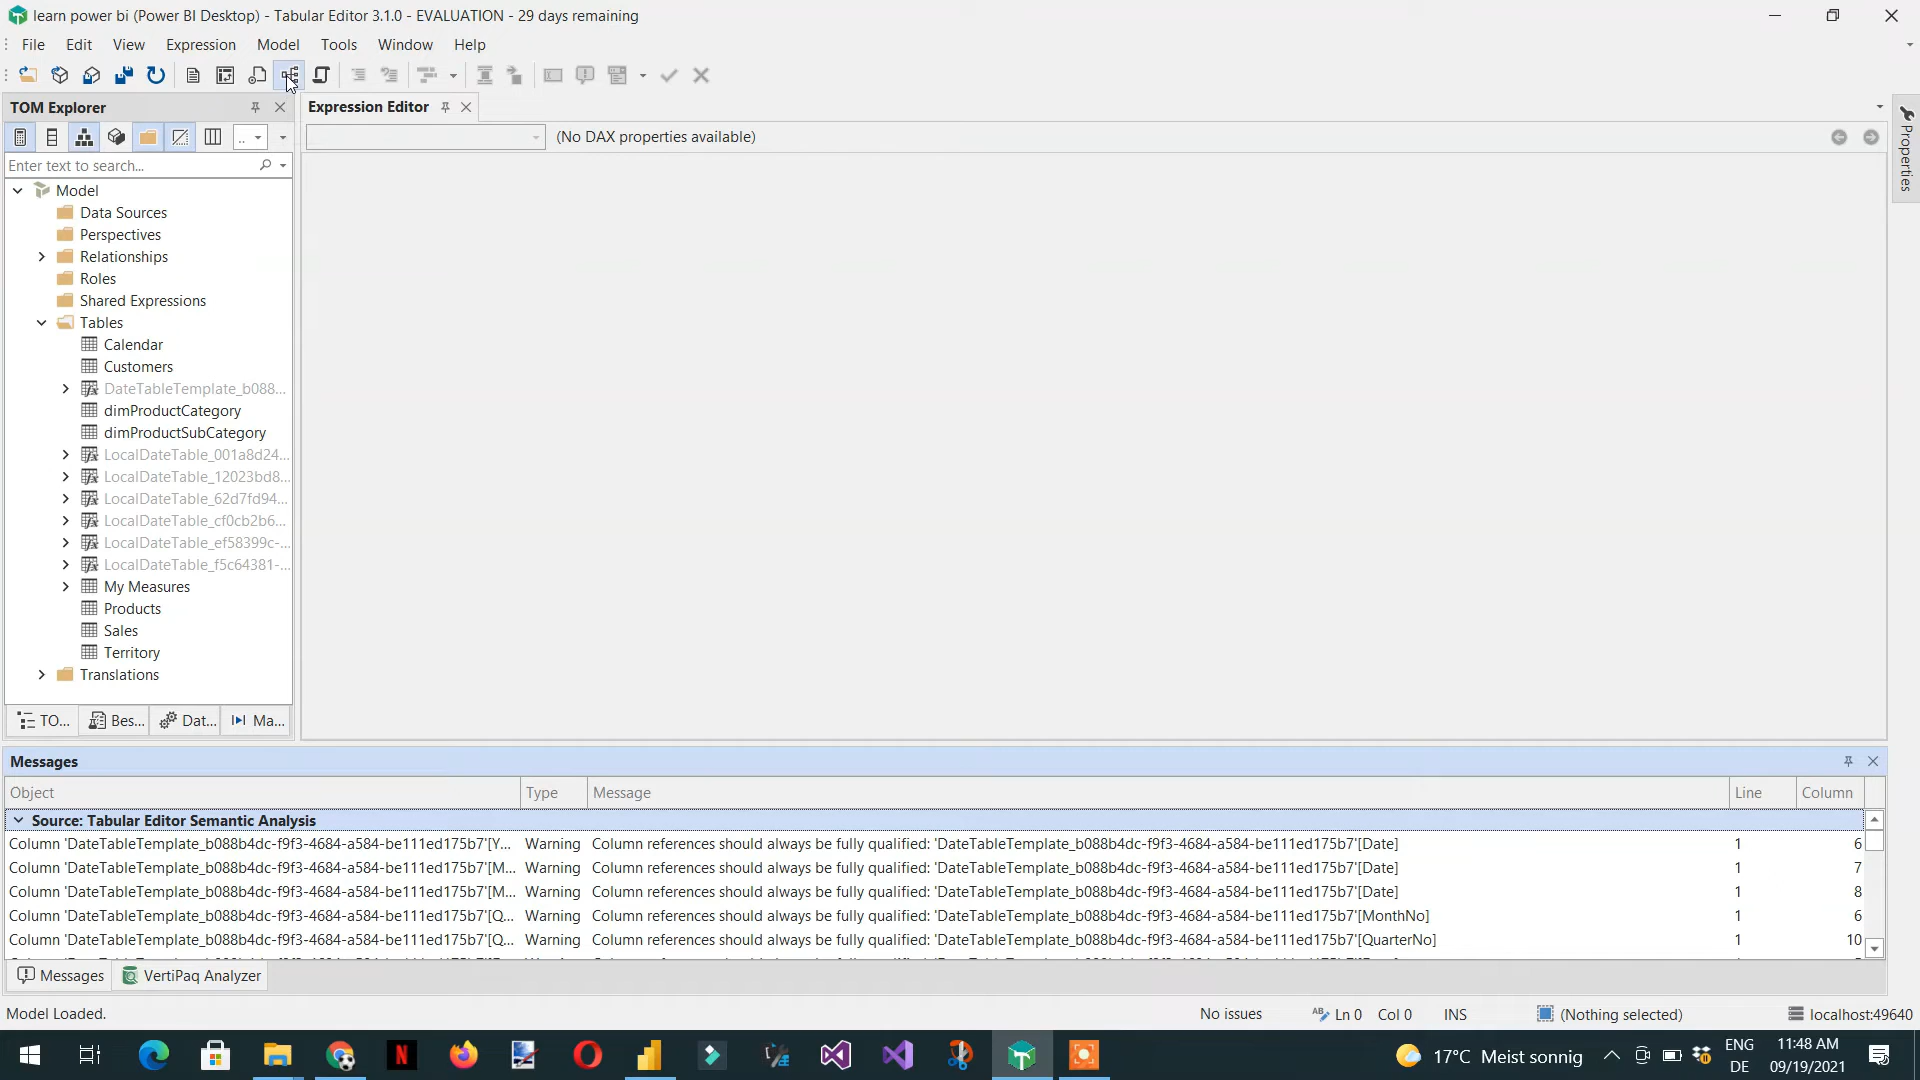 learn power bi (Power BI Desktop) - Tabular Editor 3.1.0 - EVALUATION - 29 days remaining
File Edit View Expression Model Tools Window Help
TOM Explorer
Expression Editor
(No DAX properties available)
Properties
Enter text to search...
Model
Data Sources
Perspectives
Relationships
Roles
Shared Expressions
Tables
Calendar
Customers
DateTableTemplate_b088...
dimProductCategory
dimProductSubCategory
LocalDateTable_001a8d24...
LocalDateTable_12023bd8...
LocalDateTable_62d7fd94...
LocalDateTable_cf0cb2b6...
LocalDateTable_ef58399c-...
LocalDateTable_f5c64381-...
My Measures
Products
Sales
Territory
Translations
TO... Bes... Dat... Ma...
Messages
Object Type Message Line Column
Source: Tabular Editor Semantic Analysis
Column 'DateTableTemplate_b088b4dc-f9f3-4684-a584-be111ed175b7'[Y... Warning Column references should always be fully qualified: 'DateTableTemplate_b088b4dc-f9f3-4684-a584-be111ed175b7'[Date] 1 6
Column 'DateTableTemplate_b088b4dc-f9f3-4684-a584-be111ed175b7'[M... Warning Column references should always be fully qualified: 'DateTableTemplate_b088b4dc-f9f3-4684-a584-be111ed175b7'[Date] 1 7
Column 'DateTableTemplate_b088b4dc-f9f3-4684-a584-be111ed175b7'[M... Warning Column references should always be fully qualified: 'DateTableTemplate_b088b4dc-f9f3-4684-a584-be111ed175b7'[Date] 1 8
Column 'DateTableTemplate_b088b4dc-f9f3-4684-a584-be111ed175b7'[Q... Warning Column references should always be fully qualified: 'DateTableTemplate_b088b4dc-f9f3-4684-a584-be111ed175b7'[MonthNo] 1 6
Column 'DateTableTemplate_b088b4dc-f9f3-4684-a584-be111ed175b7'[Q... Warning Column references should always be fully qualified: 'DateTableTemplate_b088b4dc-f9f3-4684-a584-be111ed175b7'[QuarterNo] 1 10
Messages VertiPaq Analyzer
Model Loaded. No issues Ln 0 Col 0 INS (Nothing selected) localhost:49640
17°C Meist sonnig ENG 11:48 AM
DE 09/19/2021